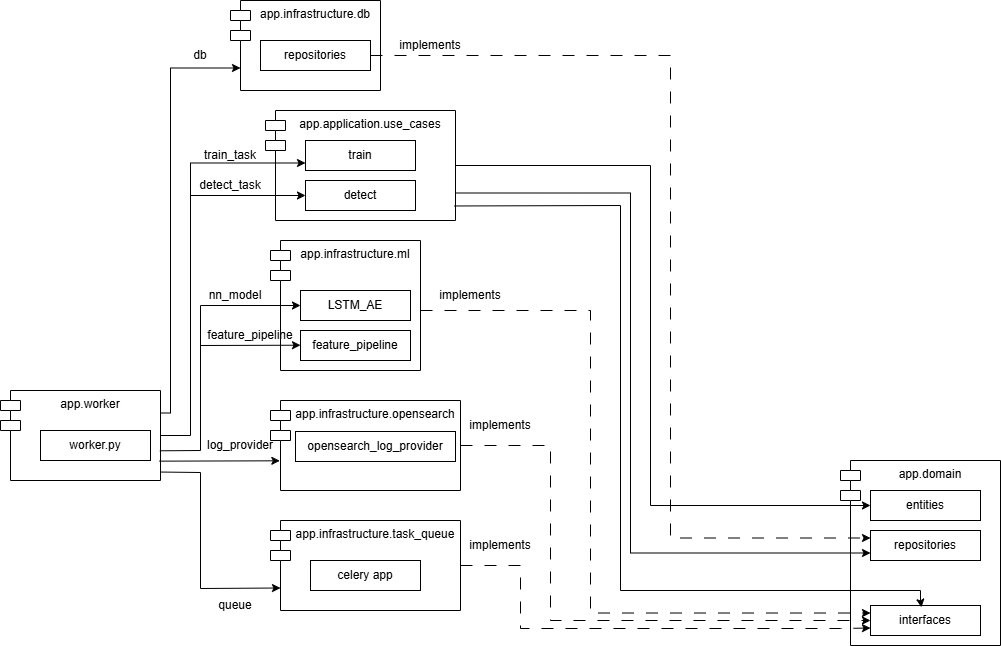 app.infrastructure.db
repositories
implements
db
app.application.use_cases
train_task
train
detect_task
detect
app.infrastructure.ml
nn_model
LSTM_AE
implements
feature_pipeline
feature_pipeline
app.worker
worker.py
app.infrastructure.opensearch
log_provider
opensearch_log_provider
implements
app.infrastructure.task_queue
celery app
implements
queue
app.domain
entities
repositories
interfaces